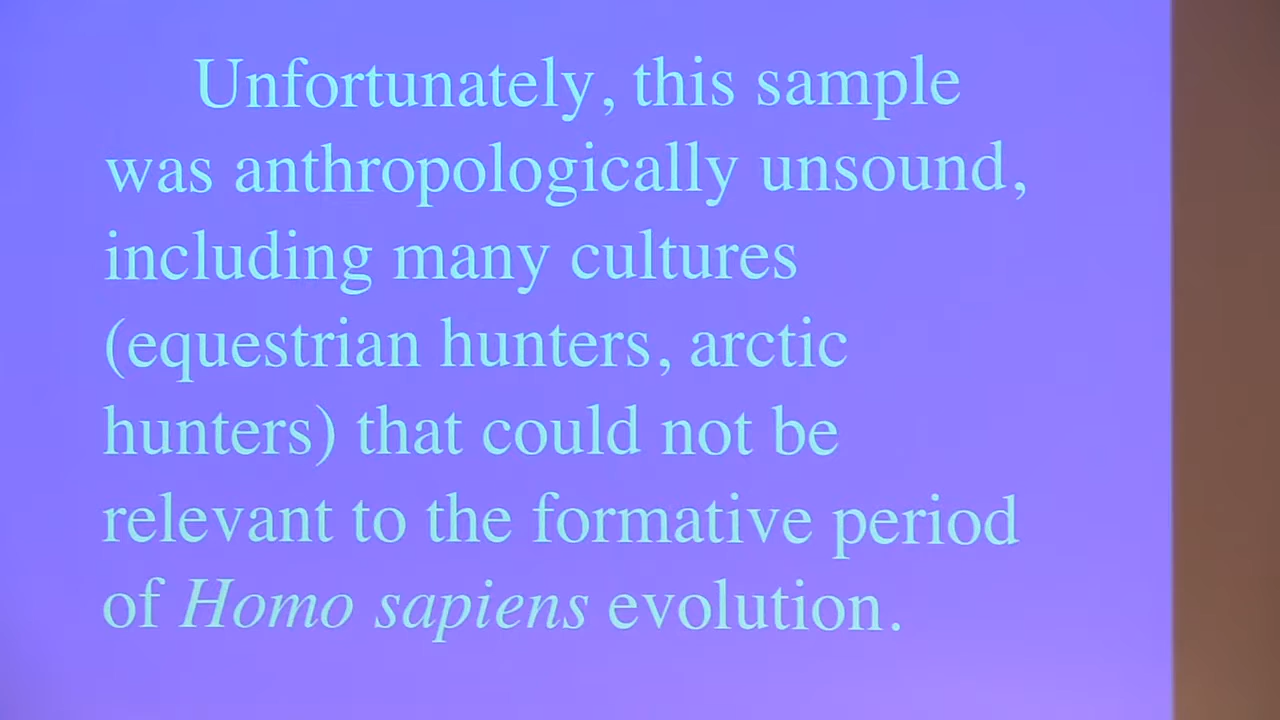 Unfortunately, this sample
was anthropologically unsound,
including many cultures
(equestrian hunters, arctic
hunters) that could not be
relevant to the formative period
of Homo sapiens evolution.